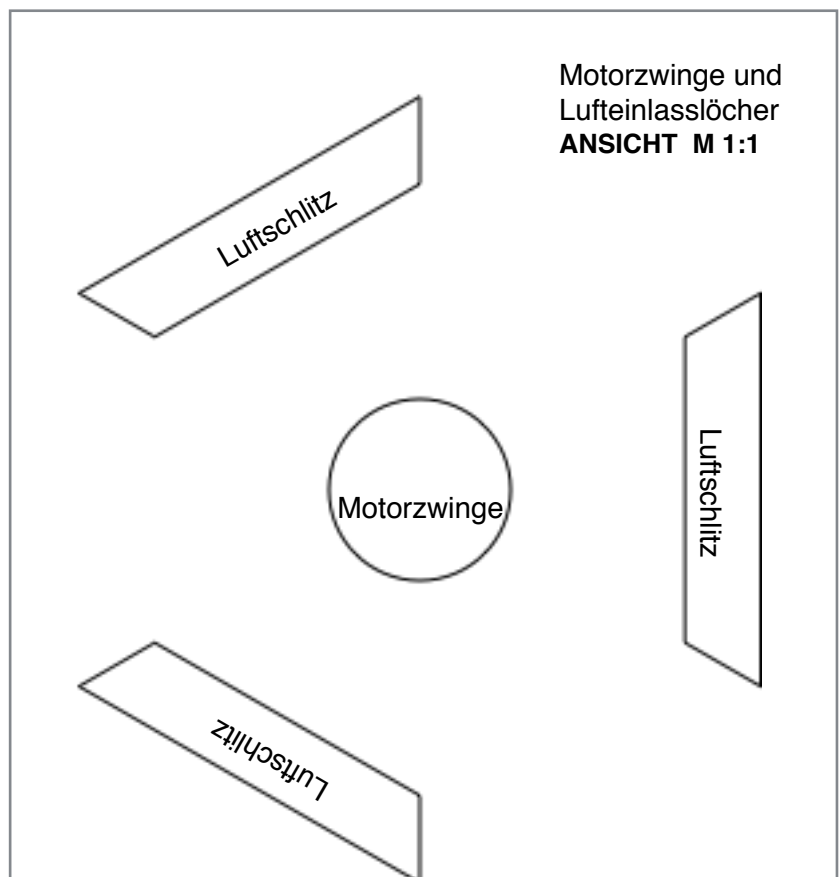 Motorzwinge und
Lufteinlasslöcher
ANSICHT M 1:1
Luftschlitz
Luftschlitz
Motorzwinge
Luftschlitz